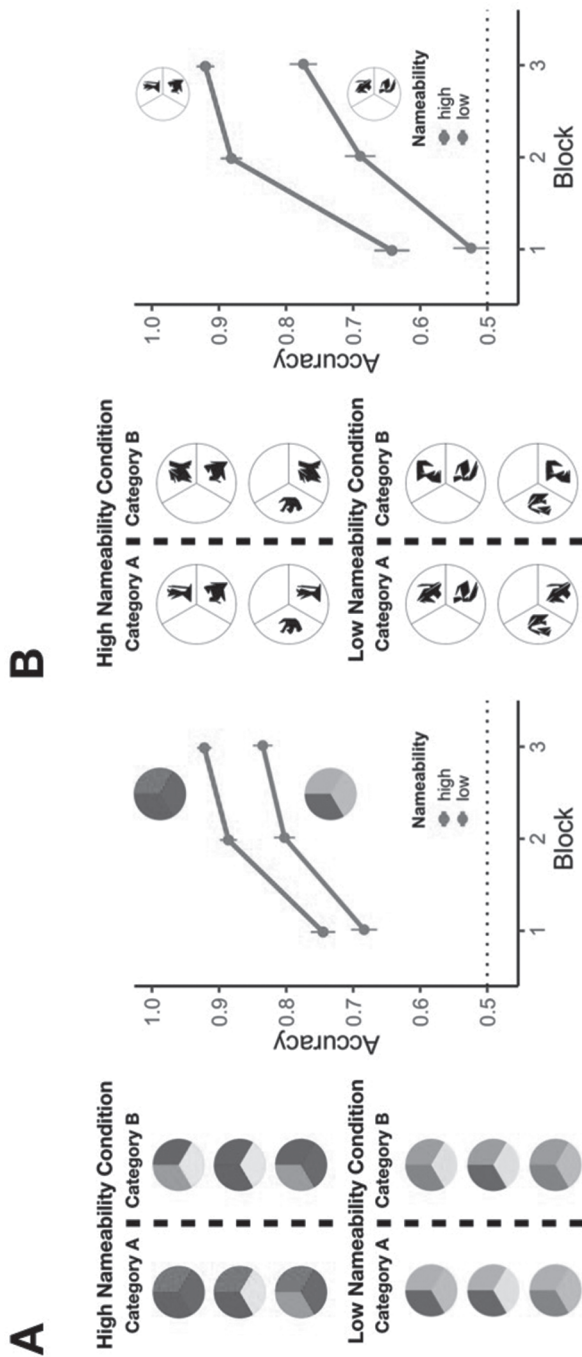 A
High Nameability Condition
Category A
Category B
Low Nameability Condition
Category A
Category B
Accuracy
1.0
0.9
0.8
0.7
0.6
0.5
Nameability
high
low
1
2
3
Block
B
High Nameability Condition
Category A
Category B
Low Nameability Condition
Category A
Category B
Accuracy
1.0
0.9
0.8
0.7
0.6
0.5
Nameability
high
low
1
2
3
Block